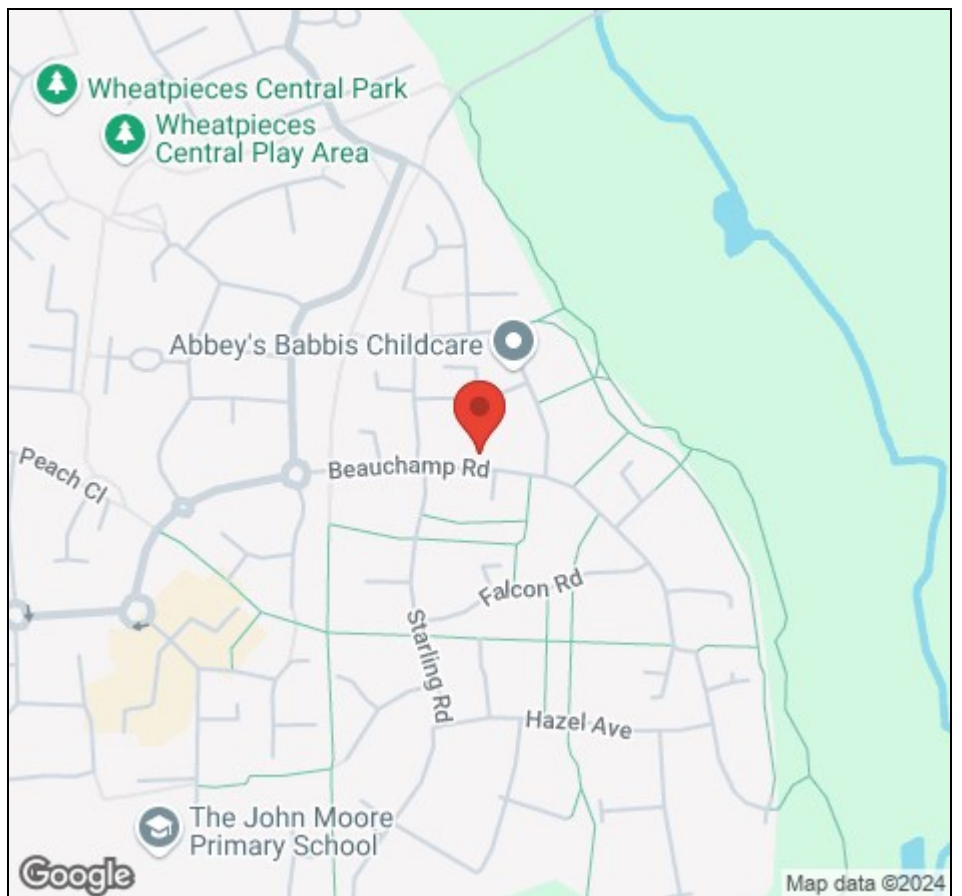 Wheatpieces Central Park
Wheatpieces
Central Play Area
Abbey's Babbis Childcare
Beauchamp Rd
Peach Cl
Falcon Rd
Starling Rd
Hazel Ave
The John Moore
Primary School
Google
Map data ©2024